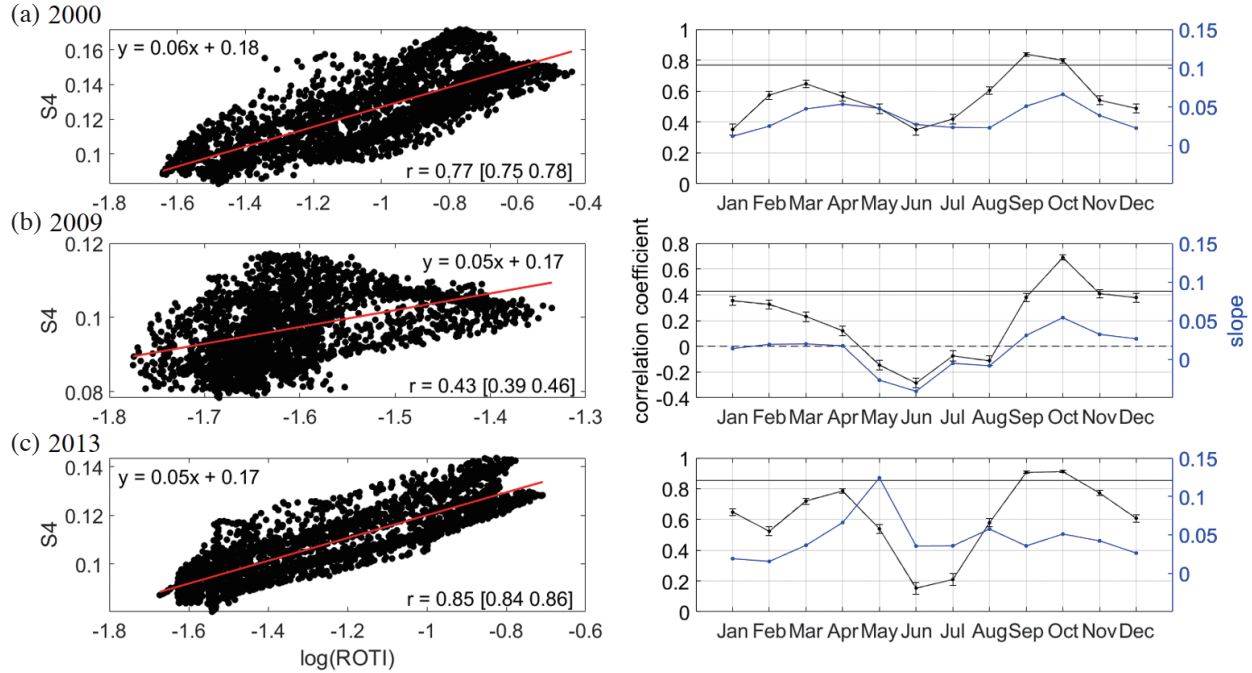 (a) 2000
y = 0.06x + 0.18
r = 0.77 [0.75 0.78]
S4
0.16
0.14
0.12
0.1
-1.8 -1.6 -1.4 -1.2 -1 -0.8 -0.6 -0.4
1
0.8
0.6
0.4
0.2
0
0.15
0.1
0.05
0
Jan Feb Mar Apr May Jun Jul Aug Sep Oct Nov Dec
(b) 2009
y = 0.05x + 0.17
r = 0.43 [0.39 0.46]
S4
0.12
0.1
0.08
-1.8 -1.7 -1.6 -1.5 -1.4 -1.3
correlation coefficient
0.8
0.6
0.4
0.2
0
-0.2
-0.4
0.15
0.1
0.05
0
slope
Jan Feb Mar Apr May Jun Jul Aug Sep Oct Nov Dec
(c) 2013
y = 0.05x + 0.17
r = 0.85 [0.84 0.86]
S4
0.14
0.12
0.1
-1.8 -1.6 -1.4 -1.2 -1 -0.8 -0.6
log(ROTI)
1
0.8
0.6
0.4
0.2
0
0.15
0.1
0.05
0
Jan Feb Mar Apr May Jun Jul Aug Sep Oct Nov Dec